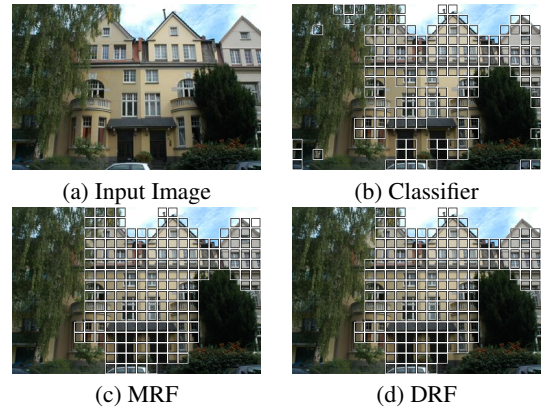 (a) Input Image
(b) Classifier
(c) MRF
(d) DRF